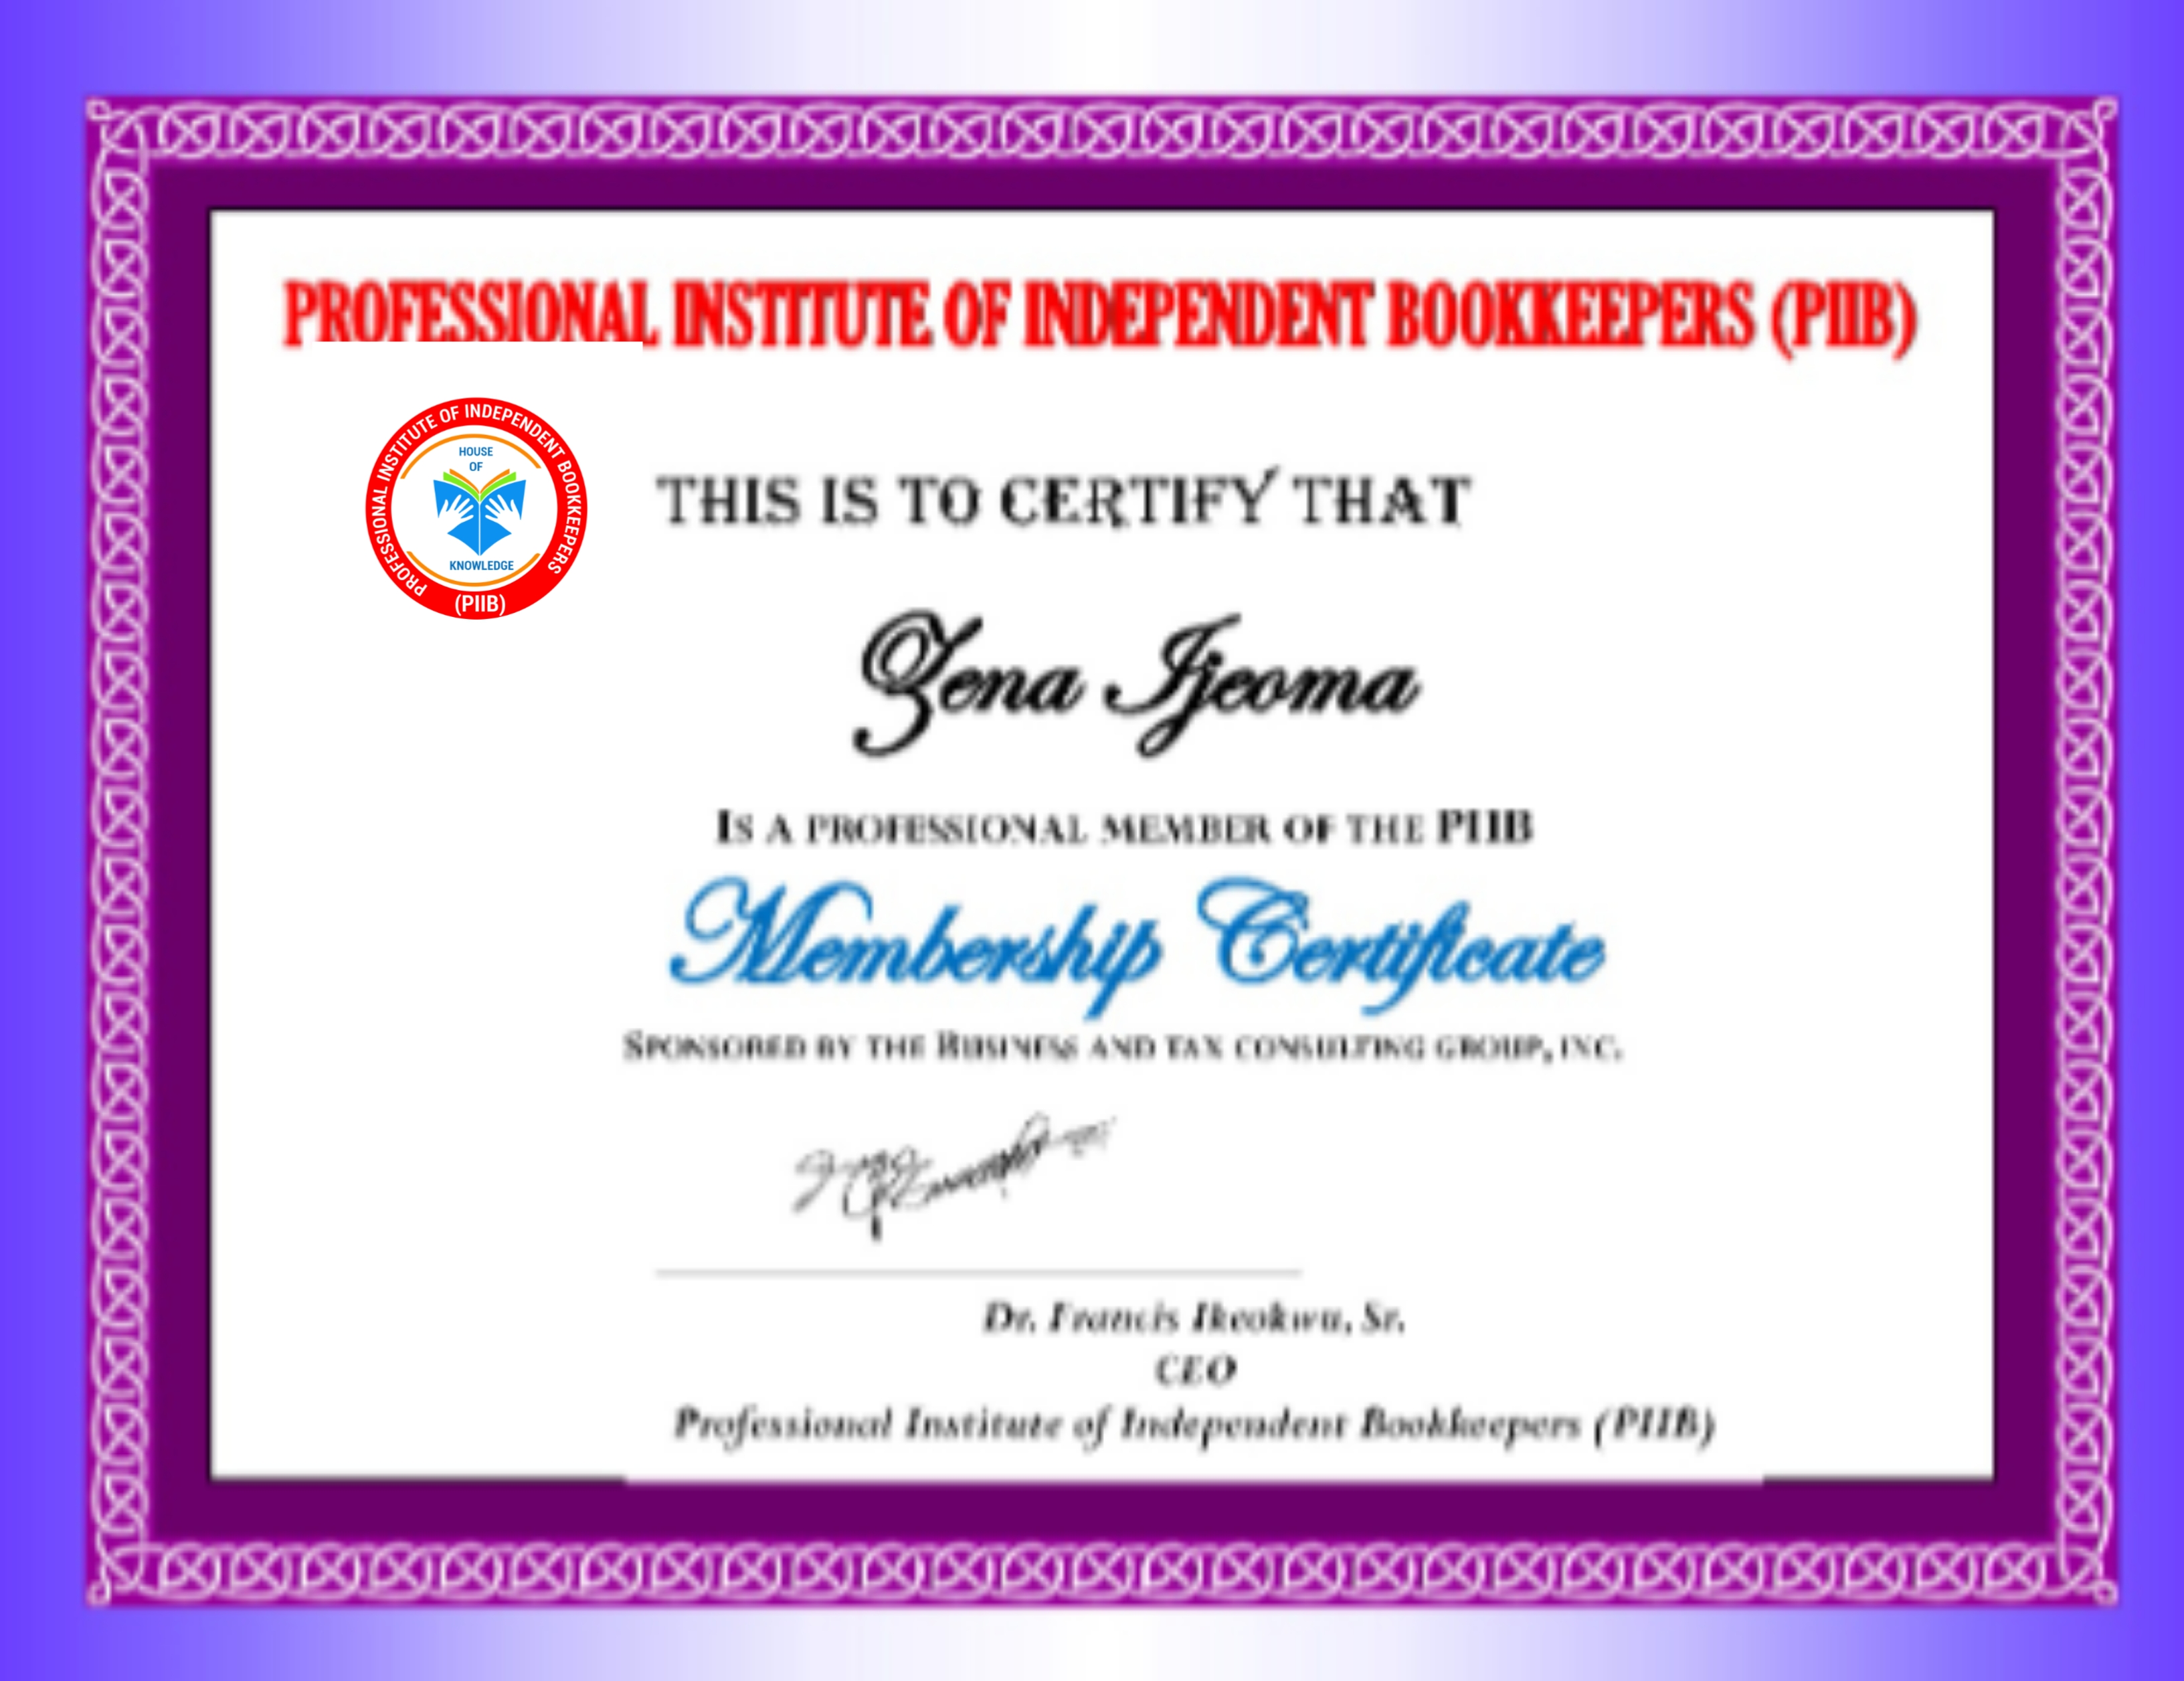 PROFESSIONAL INSTITUTE OF INDEPENDENT BOOKKEEPERS (PIIB)
PROFESSIONAL INSTITUTE OF INDEPENDENT BOOKKEEPERS
HOUSE
OF
KNOWLEDGE
(PIIB)
THIS IS TO CERTIFY THAT
Zena Ijeoma
IS A PROFESSIONAL MEMBER OF THE PIIB
Membership Certificate
SPONSORED BY THE BUSINESS AND TAX CONSULTING GROUP, INC.
Dr. Francis Ikeokwu, Sr.
CEO
Professional Institute of Independent Bookkeepers (PIIB)